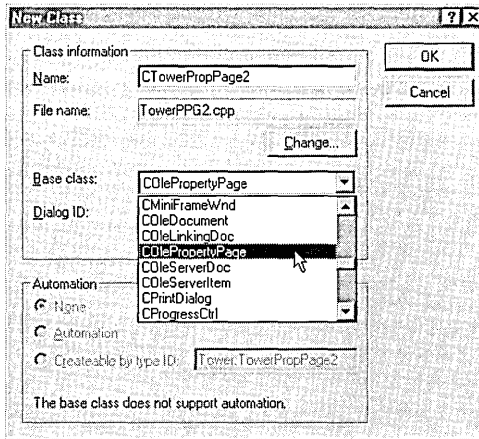 New Class
? X
Class information
Name:
CTowerPropPage2
OK
Cancel
File name:
TowerPPG2.cpp
Change...
Base class:
COlePropertyPage
Dialog ID:
CMiniFrameWnd
COleDocument
COleLinkingDoc
COlePropertyPage
COleServerDoc
COleServerItem
CPrintDialog
CProgressCtrl
Automation
None
Automation
Createable by type ID:
Tower.TowerPropPage2
The base class does not support automation.